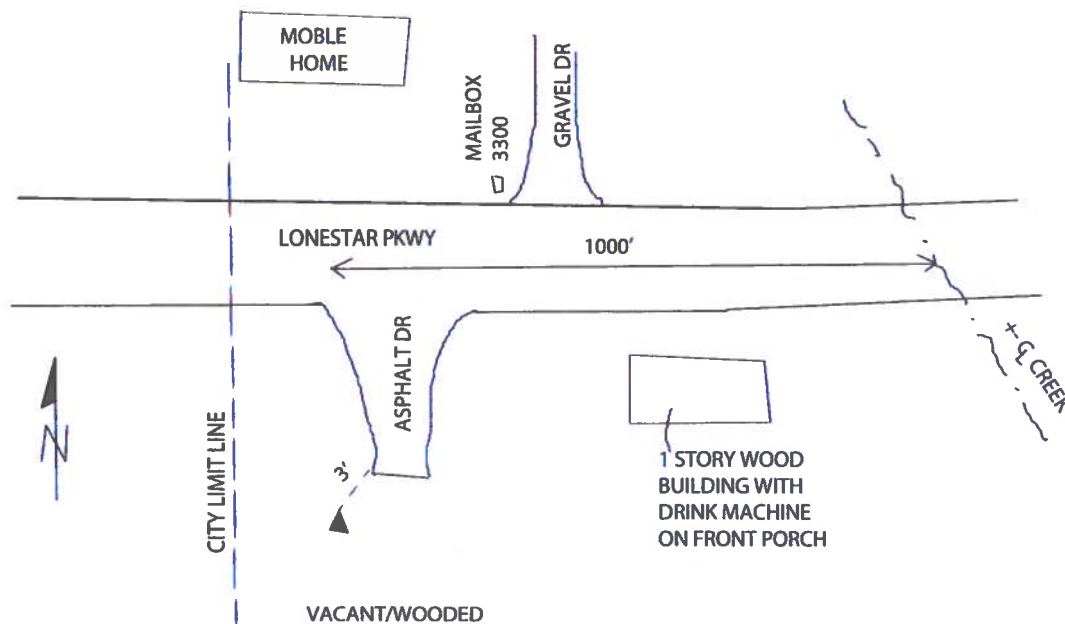 MOBLE
HOME
MAILBOX
3300
GRAVEL DR
LONESTAR PKWY
1000'
ASPHALT DR
+ ℄ CREEK
N
CITY LIMIT LINE
3'
1 STORY WOOD
BUILDING WITH
DRINK MACHINE
ON FRONT PORCH
VACANT/WOODED